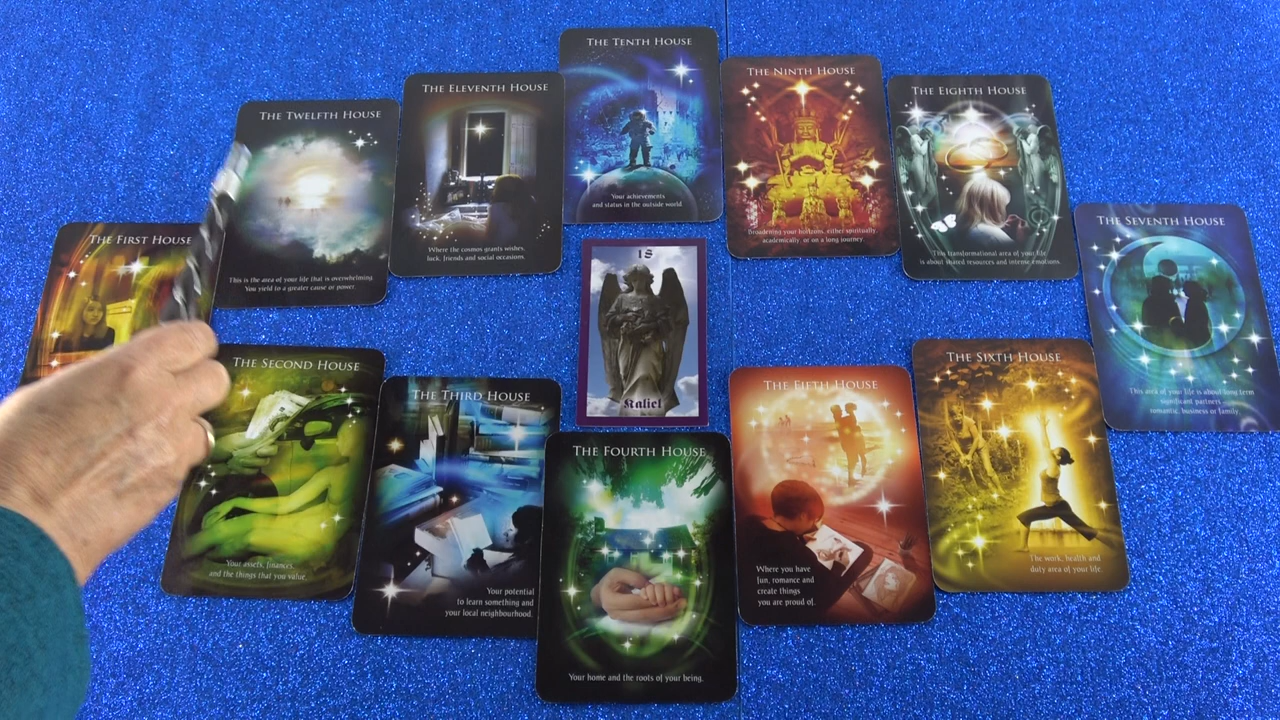 THE TENTH HOUSE
Your achievements
and status in the outside world
THE NINTH HOUSE
Broadening your horizons, either spiritually,
academically, or on a long journey.
THE EIGHTH HOUSE
This transformational area of your life
is about shared resources and intense emotions.
THE ELEVENTH HOUSE
Where the cosmos grants wishes,
luck, friends and social occasions.
THE TWELFTH HOUSE
This is the area of your life that is overwhelming.
You yield to a greater cause or power.
THE SEVENTH HOUSE
This area of your life is about long term
significant partners -
romantic, business or family.
THE FIRST HOUSE
18
Kaliel
THE SECOND HOUSE
Your assets, finances,
and the things that you value.
THE THIRD HOUSE
Your potential
to learn something and
your local neighbourhood.
THE FOURTH HOUSE
Your home and the roots of your being.
THE FIFTH HOUSE
Where you have
fun, romance and
create things
you are proud of.
THE SIXTH HOUSE
The work, health and
duty area of your life.